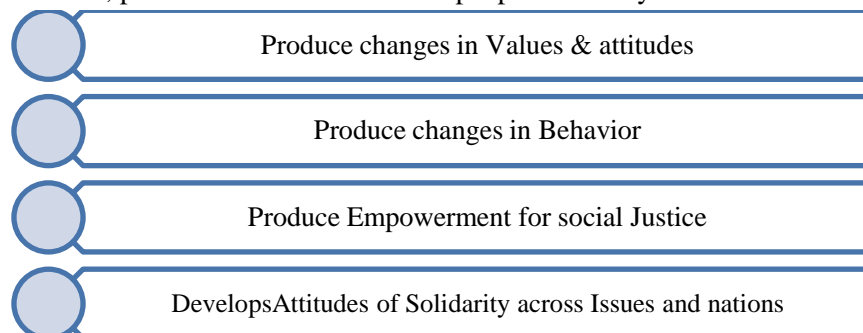 Produce changes in Values & attitudes
Produce changes in Behavior
Produce Empowerment for social Justice
DevelopsAttitudes of Solidarity across Issues and nations